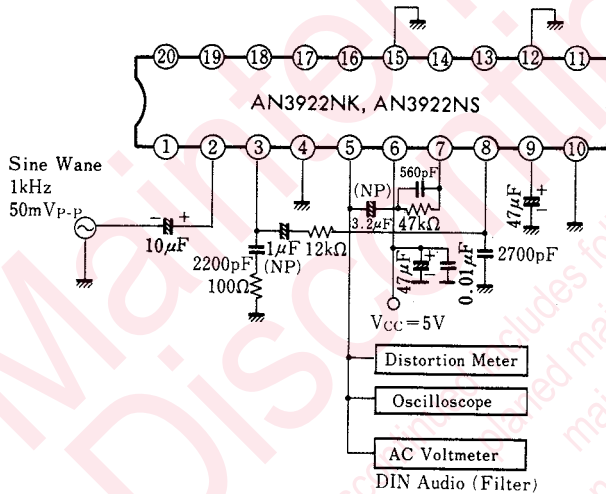 20 19 18 17 16 15 14 13 12 11
AN3922NK, AN3922NS
1 2 3 4 5 6 7 8 9 10
Sine Wane
1kHz
50mVP-P
10μF
2200pF
100Ω
1μF
(NP)
12kΩ
(NP)
3.2μF
560pF
47kΩ
47μF
0.01μF
2700pF
47μF
VCC=5V
Distortion Meter
Oscilloscope
AC Voltmeter
DIN Audio (Filter)